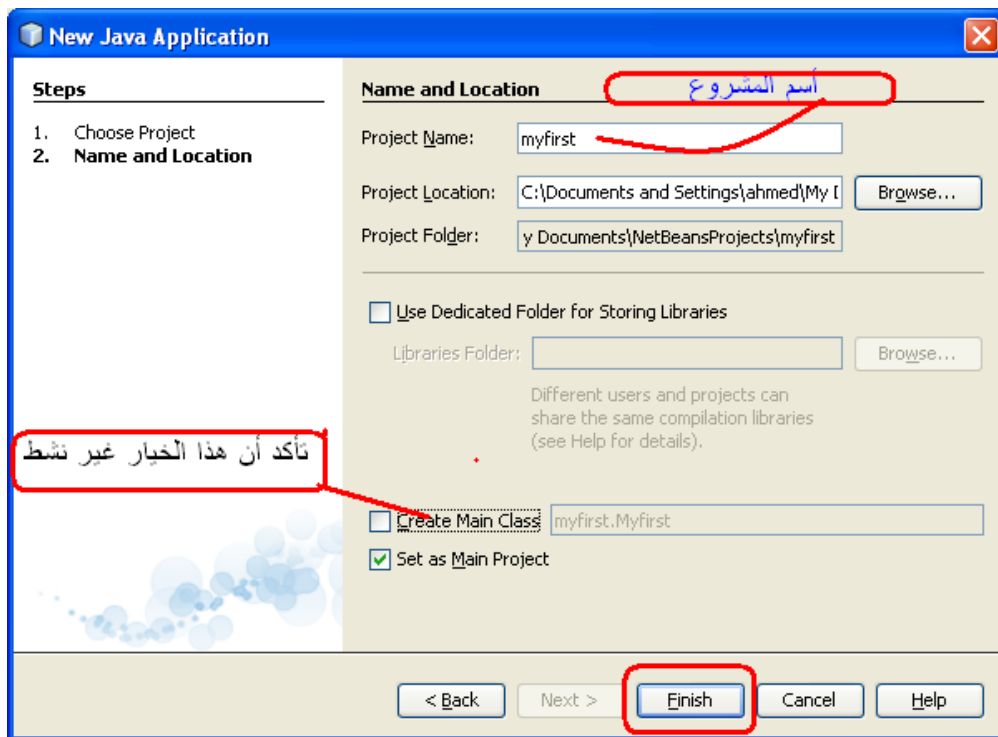 New Java Application
Steps
1. Choose Project
2. Name and Location
Name and Location
أسم المشروع
Project Name: myfirst
Project Location: C:\Documents and Settings\ahmed\My D Browse...
Project Folder: y Documents\NetBeansProjects\myfirst
Use Dedicated Folder for Storing Libraries
Libraries Folder: Browse...
Different users and projects can
share the same compilation libraries
(see Help for details).
تأكد أن هذا الخيار غير نشط
Create Main Class myfirst.Myfirst
Set as Main Project
< Back Next > Finish Cancel Help